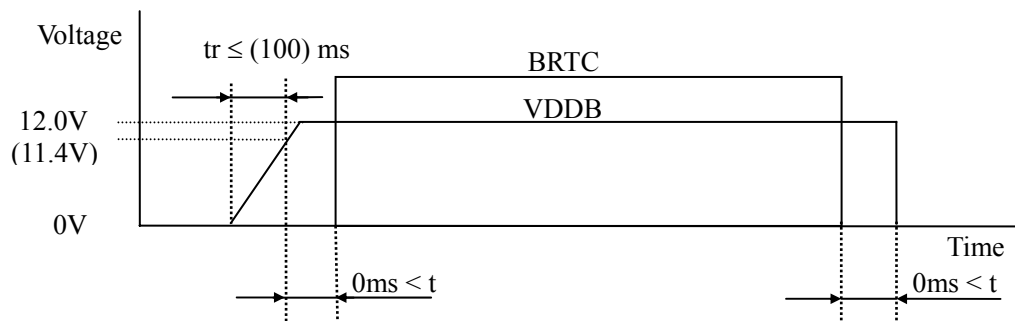 Voltage
tr ≤ (100) ms
BRTC
VDDB
12.0V
(11.4V)
0V
Time
0ms < t
0ms < t